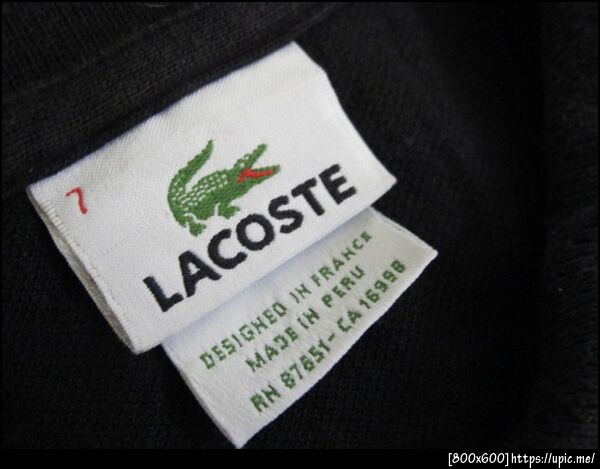 7
LACOSTE
DESIGNED IN FRANCE
MADE IN PERU
RN 87651 - CA 16998
[800x600]https://upic.me/